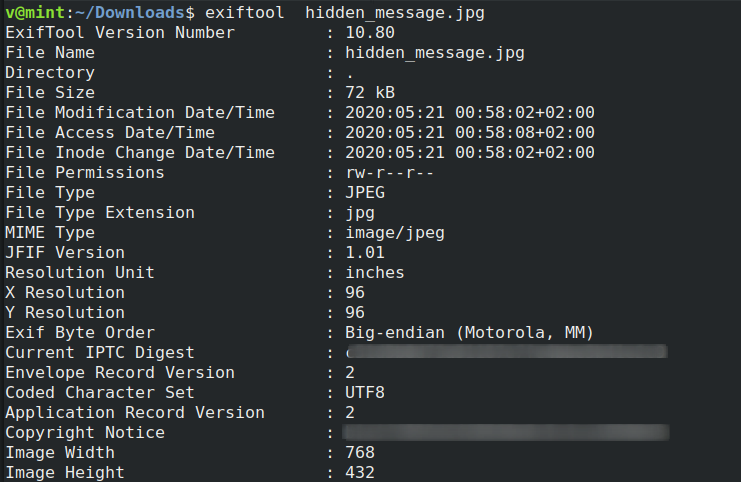 v@mint:~/Downloads$ exiftool  hidden_message.jpg
ExifTool Version Number         : 10.80
File Name                       : hidden_message.jpg
Directory                       : .
File Size                       : 72 kB
File Modification Date/Time     : 2020:05:21 00:58:02+02:00
File Access Date/Time           : 2020:05:21 00:58:08+02:00
File Inode Change Date/Time     : 2020:05:21 00:58:02+02:00
File Permissions                : rw-r--r--
File Type                       : JPEG
File Type Extension             : jpg
MIME Type                       : image/jpeg
JFIF Version                    : 1.01
Resolution Unit                 : inches
X Resolution                    : 96
Y Resolution                    : 96
Exif Byte Order                 : Big-endian (Motorola, MM)
Current IPTC Digest             :
Envelope Record Version         : 2
Coded Character Set             : UTF8
Application Record Version      : 2
Copyright Notice                :
Image Width                     : 768
Image Height                    : 432